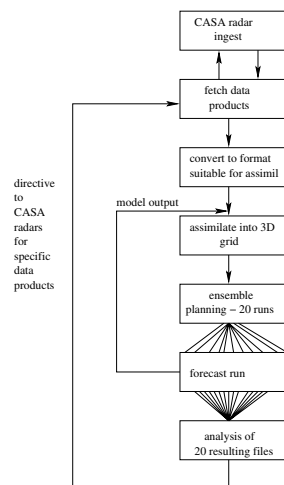 CASA radar
ingest
fetch data
products
convert to format
suitable for assimil
directive
to
CASA
radars
for
specific
data
products
model output
assimilate into 3D
grid
ensemble
planning − 20 runs
forecast run
analysis of
20 resulting files